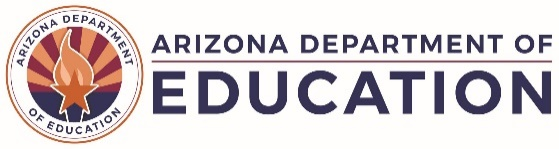 ARIZONA DEPARTMENT
OF EDUCATION
ARIZONA DEPARTMENT OF
EDUCATION